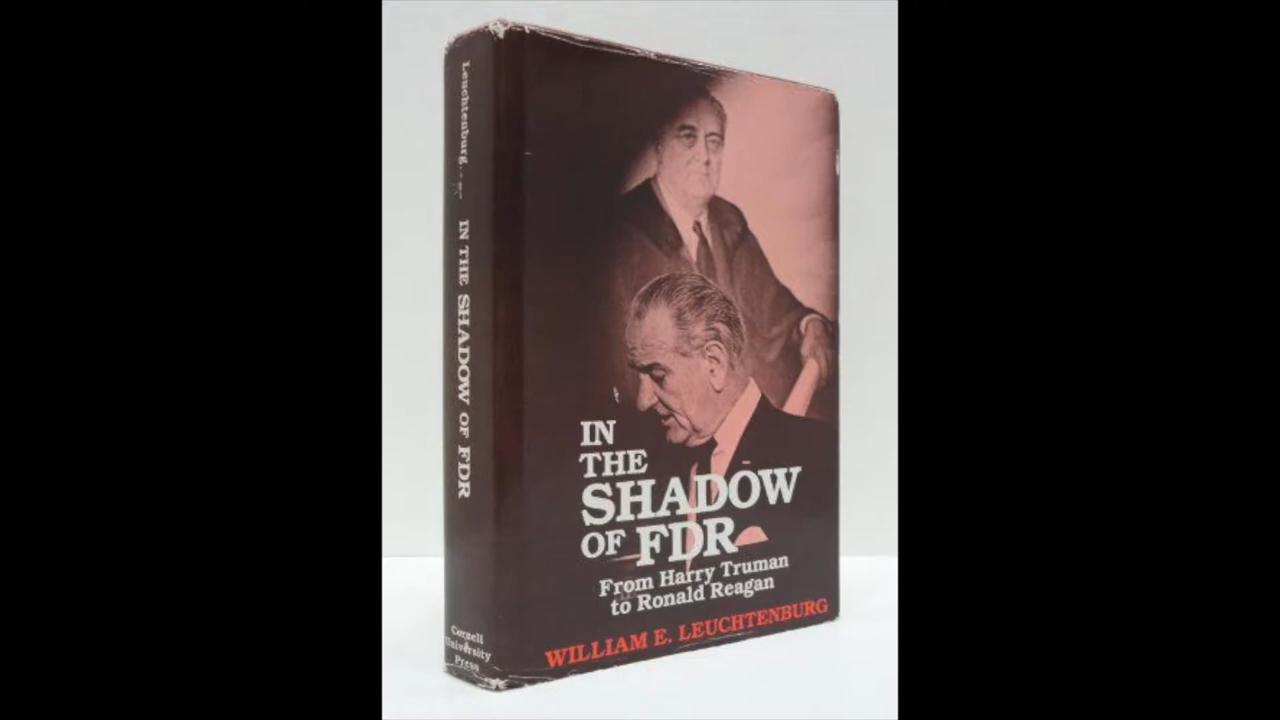 Leuchtenburg
IN THE SHADOW OF FDR
Cornell
University
Press
IN
THE
SHADOW
OF FDR
From Harry Truman
to Ronald Reagan
WILLIAM E. LEUCHTENBURG